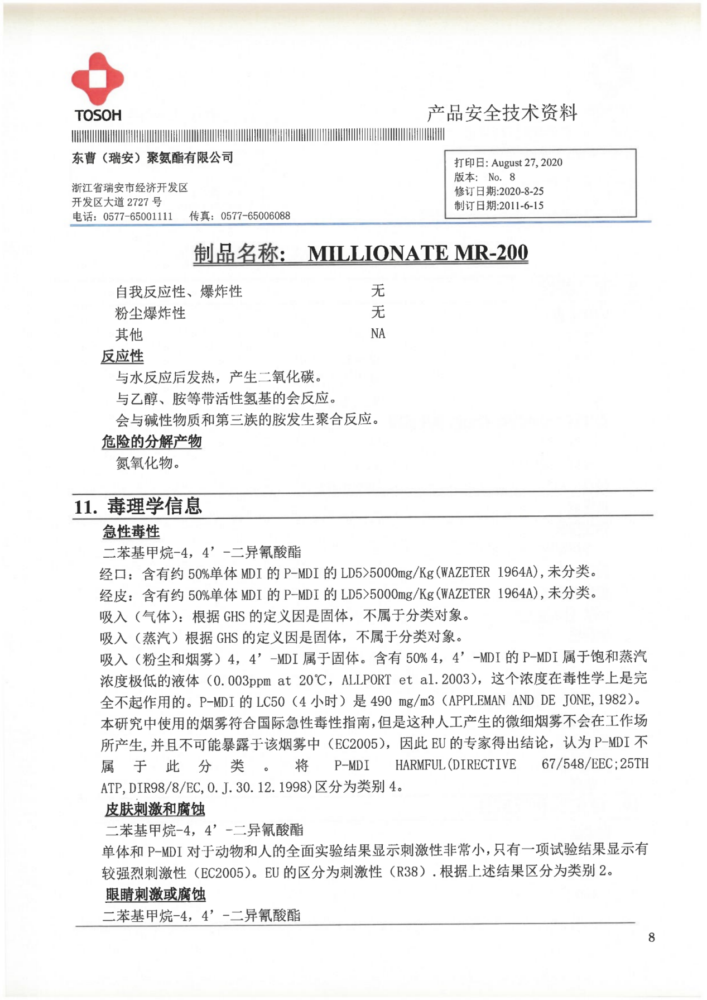 TOSOH
产品安全技术资料
东曹（瑞安）聚氨酯有限公司
浙江省瑞安市经济开发区
开发区大道 2727 号
电话：0577-65001111 传真：0577-65006088
打印日: August 27, 2020
版本: No. 8
修订日期:2020-8-25
制订日期:2011-6-15
制品名称: MILLIONATE MR-200
自我反应性、爆炸性 无
粉尘爆炸性 无
其他 NA
反应性
与水反应后发热，产生二氧化碳。
与乙醇、胺等带活性氢基的会反应。
会与碱性物质和第三族的胺发生聚合反应。
危险的分解产物
氮氧化物。
11. 毒理学信息
急性毒性
二苯基甲烷-4，4’-二异氰酸酯
经口：含有约 50%单体 MDI 的 P-MDI 的 LD5>5000mg/Kg(WAZETER 1964A),未分类。
经皮：含有约 50%单体 MDI 的 P-MDI 的 LD5>5000mg/Kg(WAZETER 1964A),未分类。
吸入（气体）：根据 GHS 的定义因是固体，不属于分类对象。
吸入（蒸汽）根据 GHS 的定义因是固体，不属于分类对象。
吸入（粉尘和烟雾）4，4’-MDI 属于固体。含有 50% 4，4’-MDI 的 P-MDI 属于饱和蒸汽
浓度极低的液体（0.003ppm at 20℃，ALLPORT et al.2003），这个浓度在毒性学上是完
全不起作用的。P-MDI 的 LC50（4 小时）是 490 mg/m3（APPLEMAN AND DE JONE,1982）。
本研究中使用的烟雾符合国际急性毒性指南,但是这种人工产生的微细烟雾不会在工作场
所产生,并且不可能暴露于该烟雾中（EC2005），因此 EU 的专家得出结论，认为 P-MDI 不
属于此分类。将 P-MDI HARMFUL(DIRECTIVE 67/548/EEC;25TH
ATP,DIR98/8/EC,O.J.30.12.1998)区分为类别 4。
皮肤刺激和腐蚀
二苯基甲烷-4，4’-二异氰酸酯
单体和 P-MDI 对于动物和人的全面实验结果显示刺激性非常小,只有一项试验结果显示有
较强烈刺激性（EC2005）。EU 的区分为刺激性（R38）.根据上述结果区分为类别 2。
眼睛刺激或腐蚀
二苯基甲烷-4，4’-二异氰酸酯
8